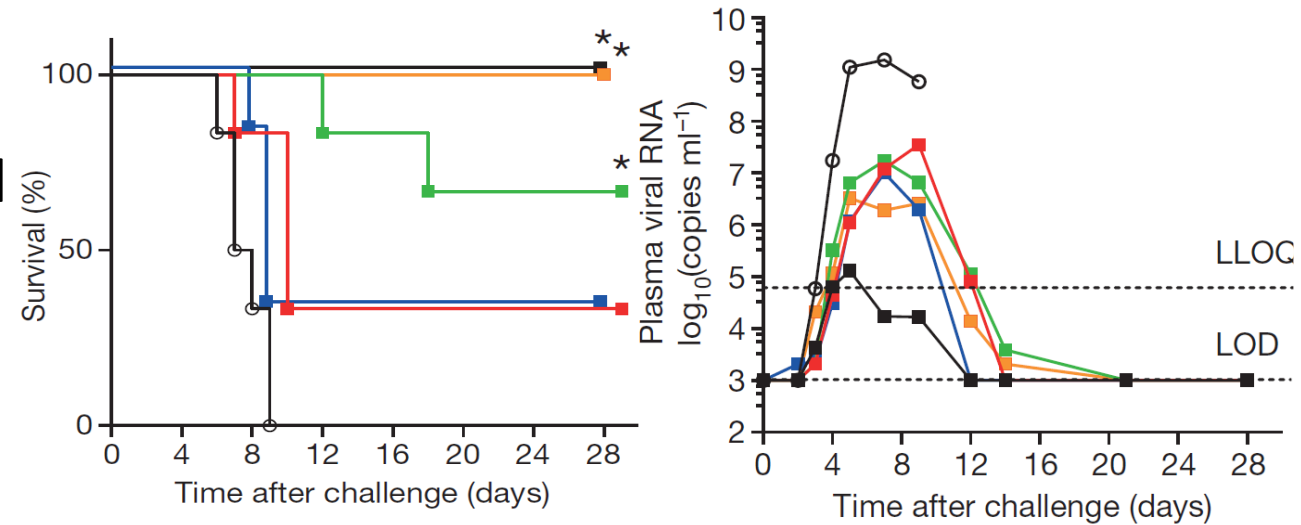 Survival (%)
100
50
0
0 4 8 12 16 20 24 28
Time after challenge (days)
*
*
*
Plasma viral RNA
log10(copies ml−1)
10
9
8
7
6
5
4
3
2
0 4 8 12 16 20 24 28
Time after challenge (days)
LLOQ
LOD